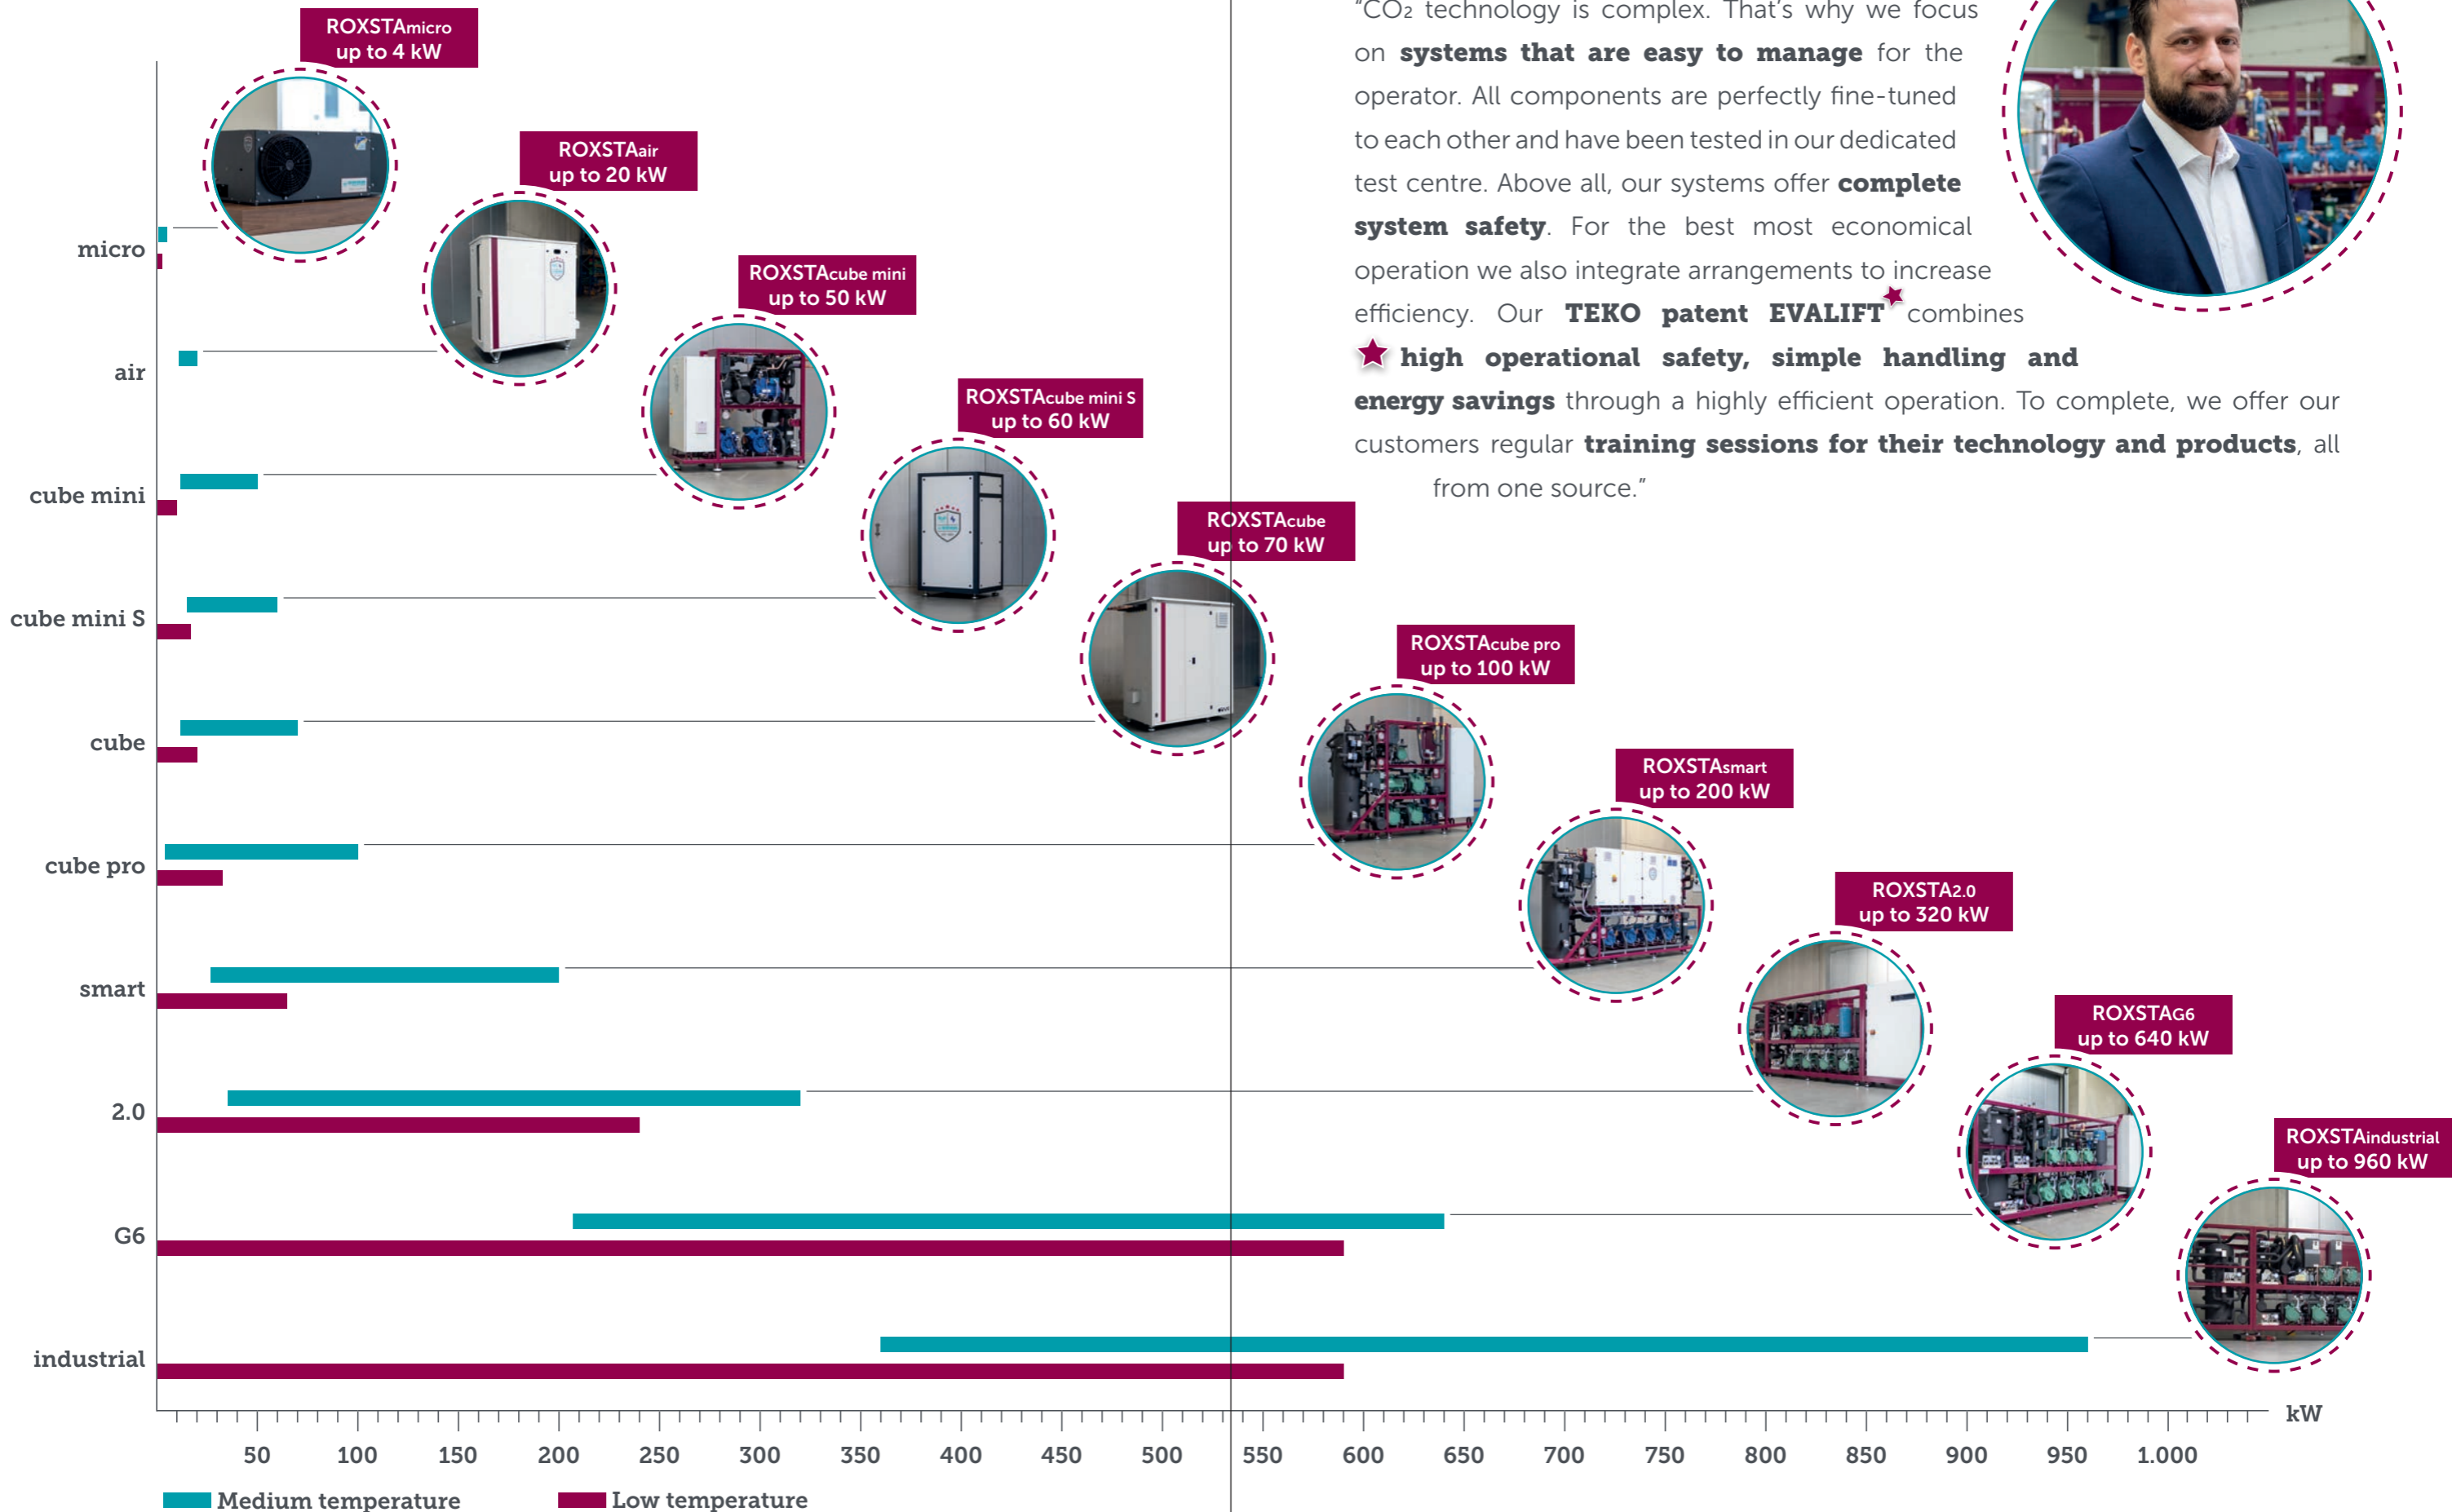 ROXSTAmicro
up to 4 kW
ROXSTAair
up to 20 kW
ROXSTAcube mini
up to 50 kW
ROXSTAcube mini S
up to 60 kW
ROXSTAcube
up to 70 kW
ROXSTAcube pro
up to 100 kW
ROXSTAsmart
up to 200 kW
ROXSTA2.0
up to 320 kW
ROXSTAG6
up to 640 kW
ROXSTAindustrial
up to 960 kW
micro
air
cube mini
cube mini S
cube
cube pro
smart
2.0
G6
industrial
50 100 150 200 250 300 350 400 450 500 550 600 650 700 750 800 850 900 950 1.000
kW
Medium temperature
Low temperature
"CO₂ technology is complex. That's why we focus
on systems that are easy to manage for the
operator. All components are perfectly fine-tuned
to each other and have been tested in our dedicated
test centre. Above all, our systems offer complete
system safety. For the best most economical
operation we also integrate arrangements to increase
efficiency. Our TEKO patent EVALIFT★ combines
★ high operational safety, simple handling and
energy savings through a highly efficient operation. To complete, we offer our
customers regular training sessions for their technology and products, all
from one source."